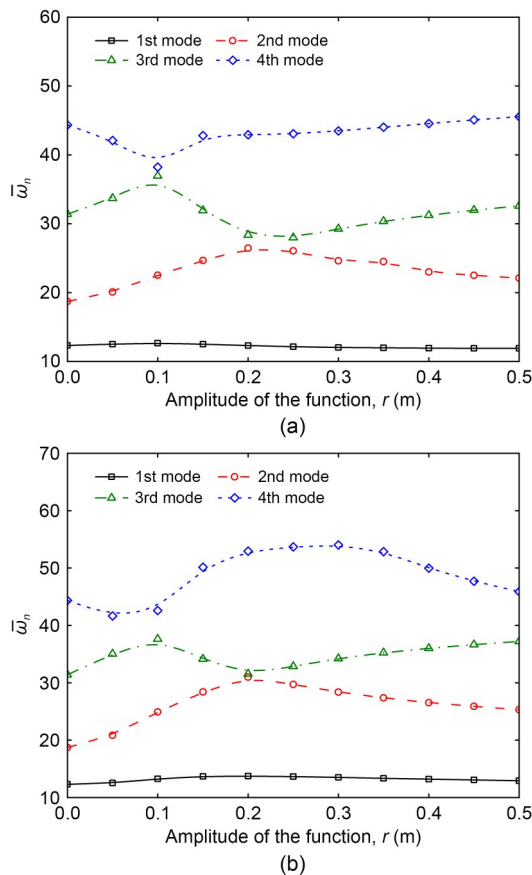 60
50
40
30
20
10
ω̄n
1st mode 2nd mode
3rd mode 4th mode
0.0 0.1 0.2 0.3 0.4 0.5
Amplitude of the function, r (m)
(a)
70
60
50
40
30
20
10
ω̄n
1st mode 2nd mode
3rd mode 4th mode
0.0 0.1 0.2 0.3 0.4 0.5
Amplitude of the function, r (m)
(b)